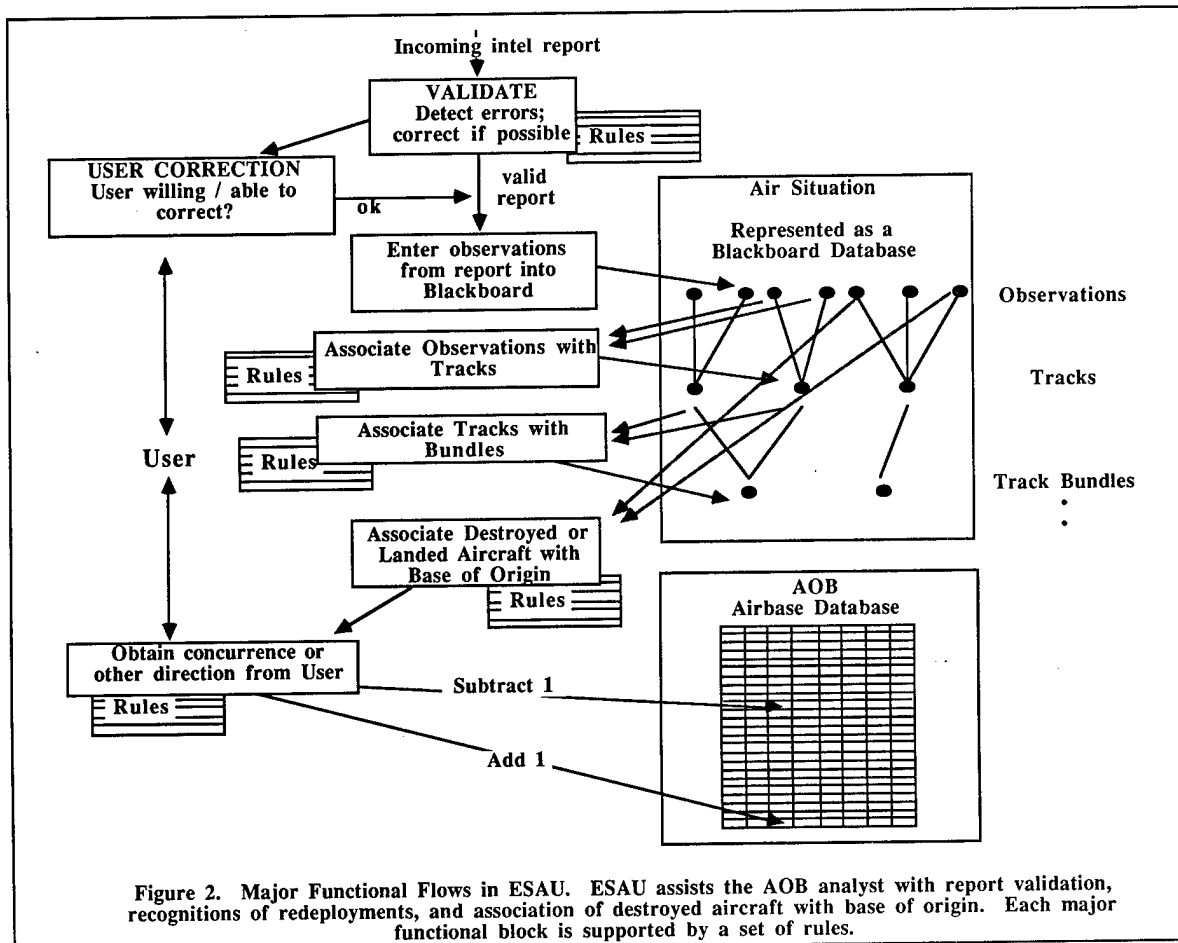 Incoming intel report
VALIDATE
Detect errors;
correct if possible
Rules
USER CORRECTION
User willing / able to
correct?
ok
valid
report
Enter observations
from report into
Blackboard
Air Situation
Represented as a
Blackboard Database
Observations
Associate Observations with
Tracks
Rules
Tracks
Associate Tracks with
Bundles
Rules
User
Track Bundles
Associate Destroyed or
Landed Aircraft with
Base of Origin
Rules
AOB
Airbase Database
Obtain concurrence or
other direction from User
Rules
Subtract 1
Add 1
Figure 2. Major Functional Flows in ESAU. ESAU assists the AOB analyst with report validation,
recognitions of redeployments, and association of destroyed aircraft with base of origin. Each major
functional block is supported by a set of rules.